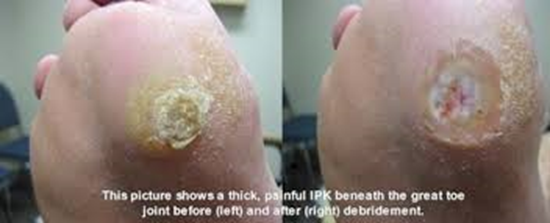 This picture shows a thick, painful IPK beneath the great toe
joint before (left) and after (right) debridement.